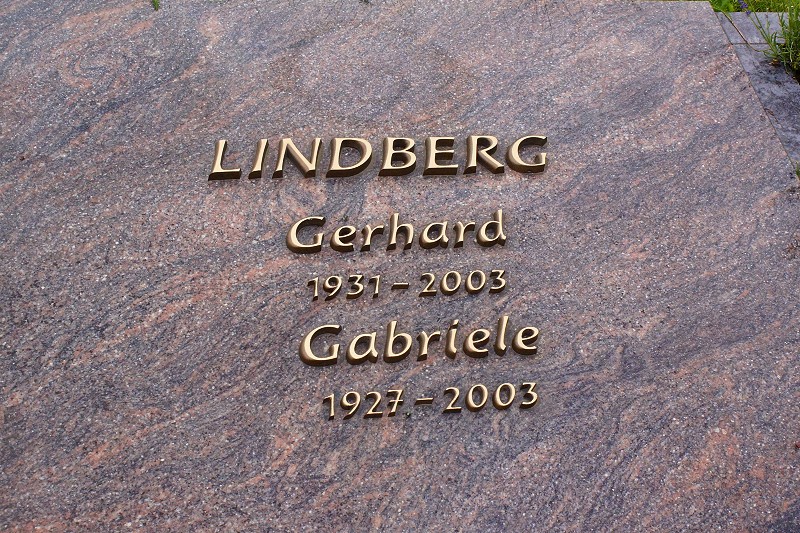 LINDBERG
Gerhard
1931 – 2003
Gabriele
1927 – 2003